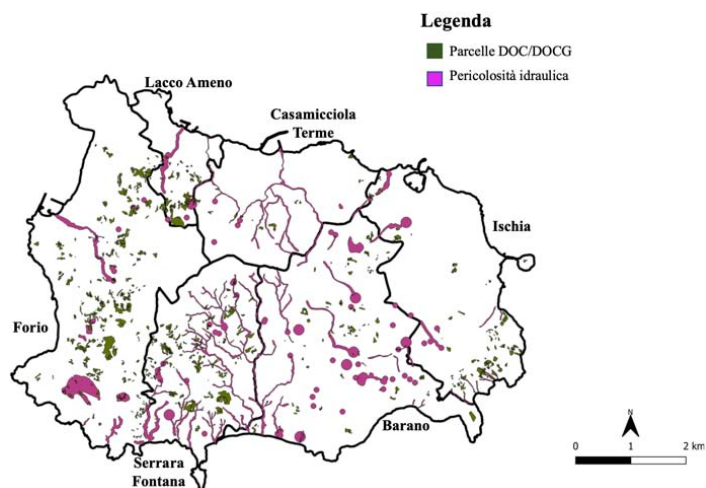 Legenda
Parcelle DOC/DOCG
Pericolosità idraulica
Lacco Ameno
Casamicciola
Terme
Ischia
Forio
Barano
Serrara
Fontana
N
0 1 2 km